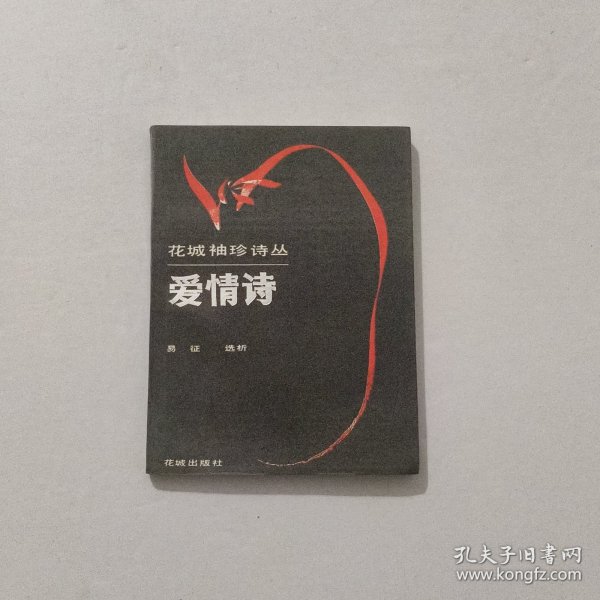 花城袖珍诗丛
爱情诗
易征 选析
花城出版社
孔夫子旧书网
www.kongfz.com